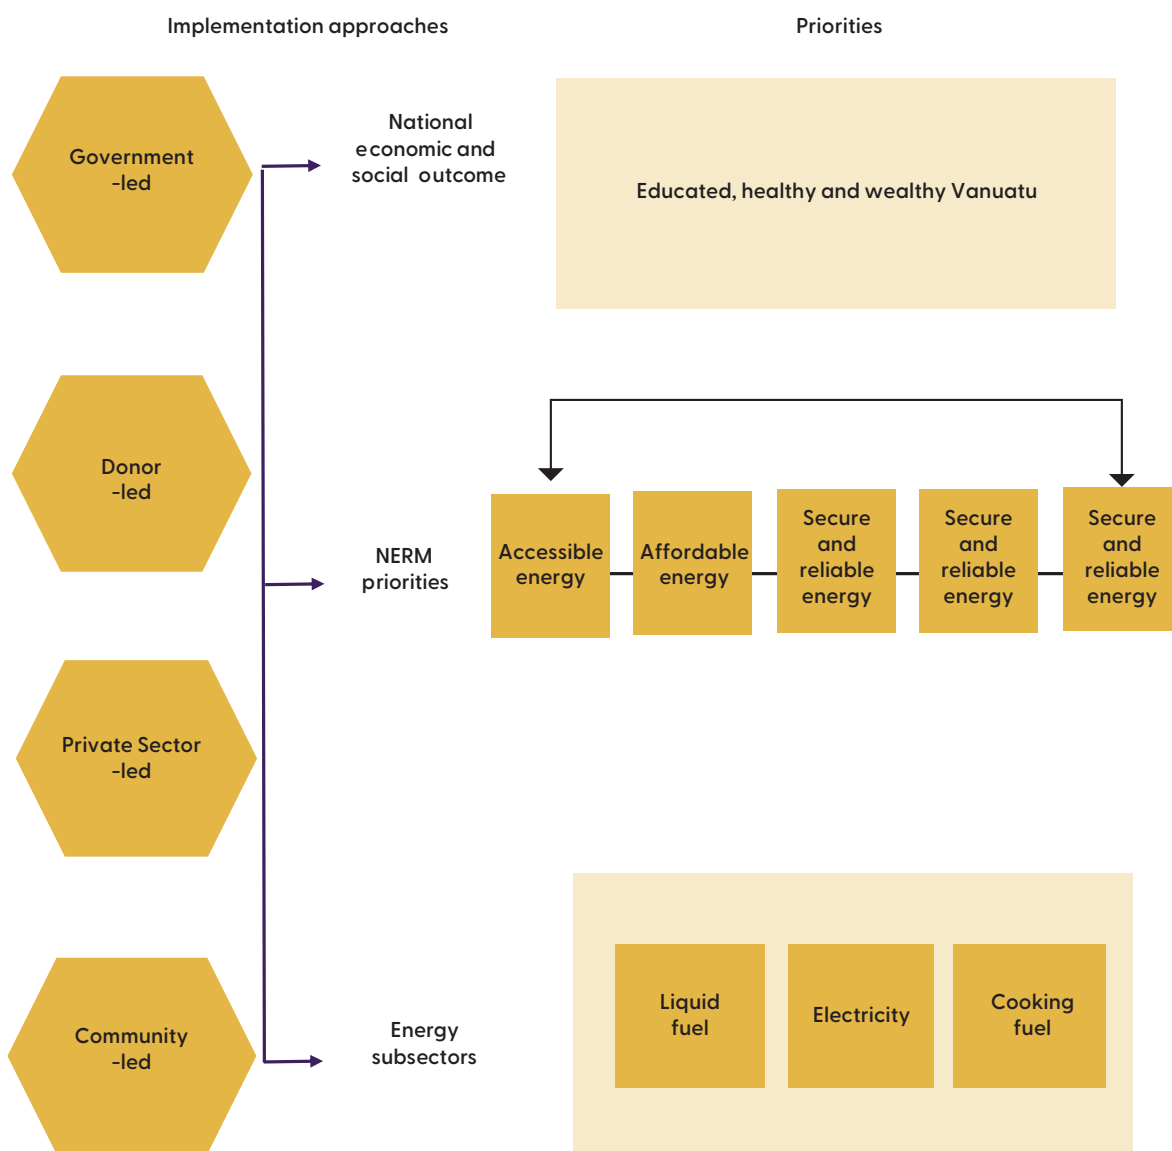 Implementation approaches
Priorities
Government
-led
National
economic and
social outcome
Educated, healthy and wealthy Vanuatu
Donor
-led
NERM
priorities
Accessible
energy
Affordable
energy
Secure
and
reliable
energy
Secure
and
reliable
energy
Secure
and
reliable
energy
Private Sector
-led
Community
-led
Energy
subsectors
Liquid
fuel
Electricity
Cooking
fuel